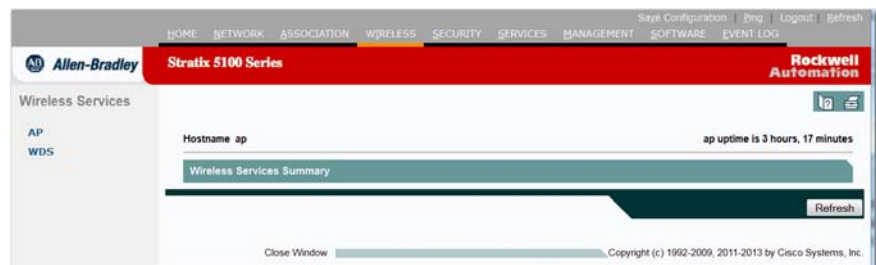 Save Configuration | Ping | Logout | Refresh
HOME NETWORK ASSOCIATION WIRELESS SECURITY SERVICES MANAGEMENT SOFTWARE EVENT LOG
AB Allen-Bradley
Stratix 5100 Series
Rockwell
Automation
Wireless Services
AP
WDS
Hostname ap
ap uptime is 3 hours, 17 minutes
Wireless Services Summary
Refresh
Close Window
Copyright (c) 1992-2009, 2011-2013 by Cisco Systems, Inc.